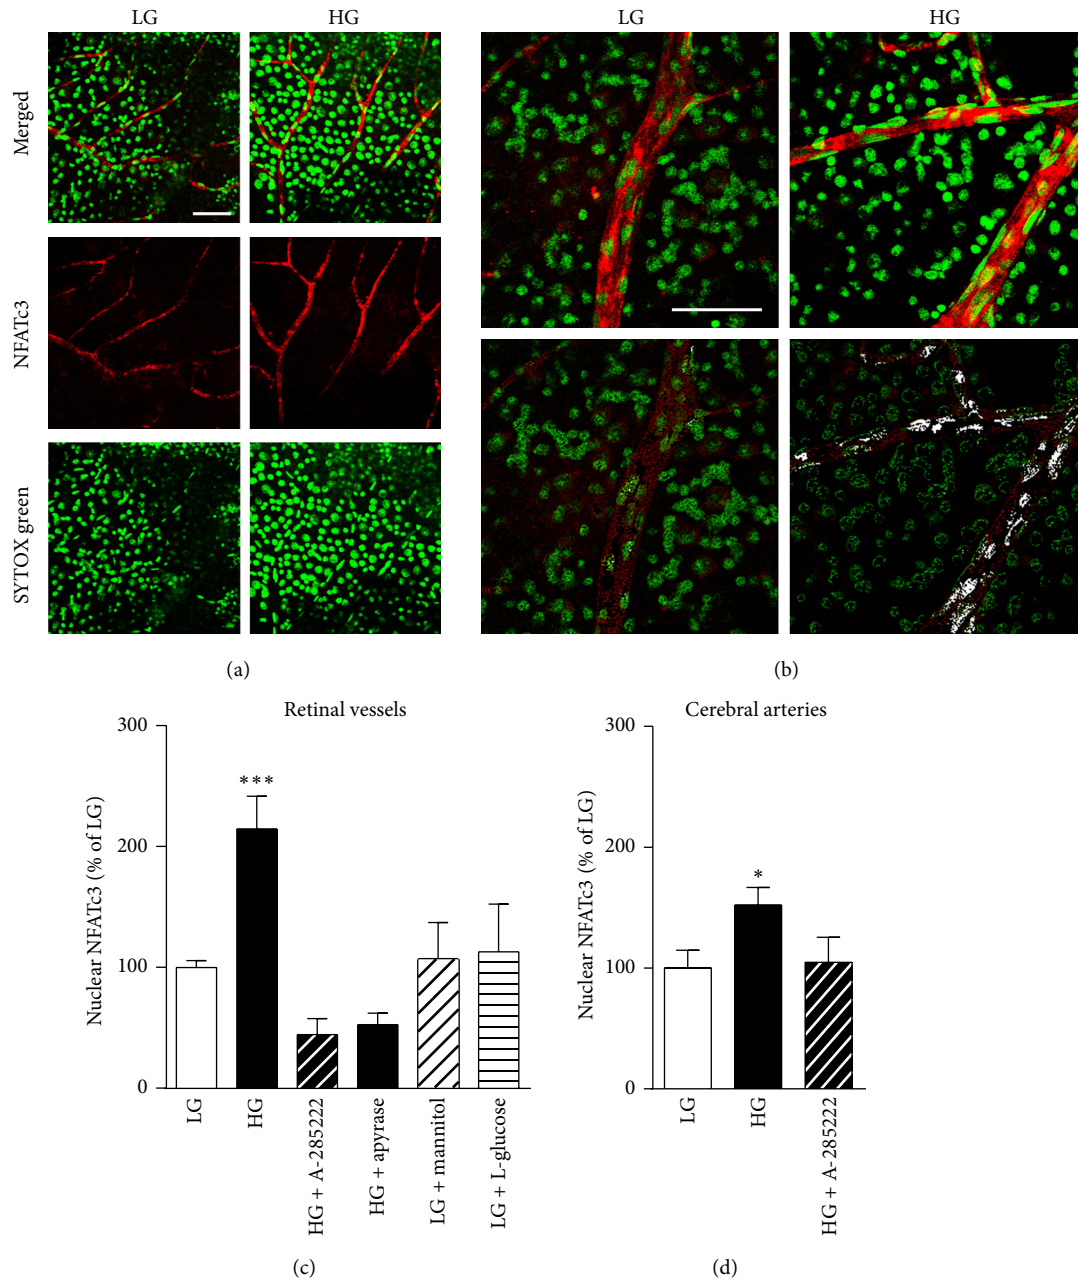 LG HG LG HG
Merged
NFATc3
SYTOX green
(a) (b)
Retinal vessels
Nuclear NFATc3 (% of LG)
300
200
100
0
***
LG
HG
HG + A-285222
HG + apyrase
LG + mannitol
LG + L-glucose
(c)
Cerebral arteries
Nuclear NFATc3 (% of LG)
300
200
100
0
*
LG
HG
HG + A-285222
(d)